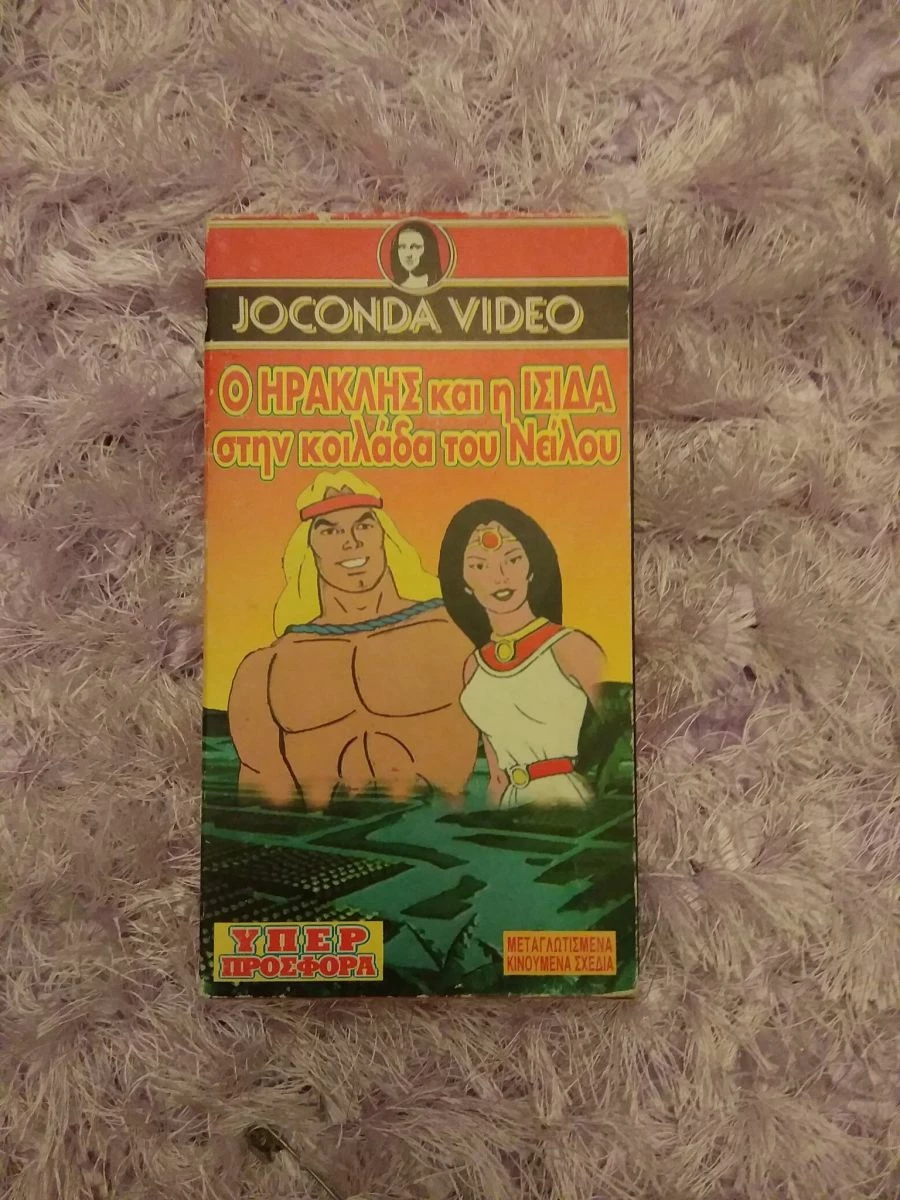 JOCONDA VIDEO
Ο ΗΡΑΚΛΗΣ και η ΙΣΙΔΑ
στην κοιλάδα του Νείλου
ΥΠΕΡ
ΠΡΟΣΦΟΡΑ
ΜΕΤΑΓΛΩΤΙΣΜΕΝΑ
ΚΙΝΟΥΜΕΝΑ ΣΧΕΔΙΑ